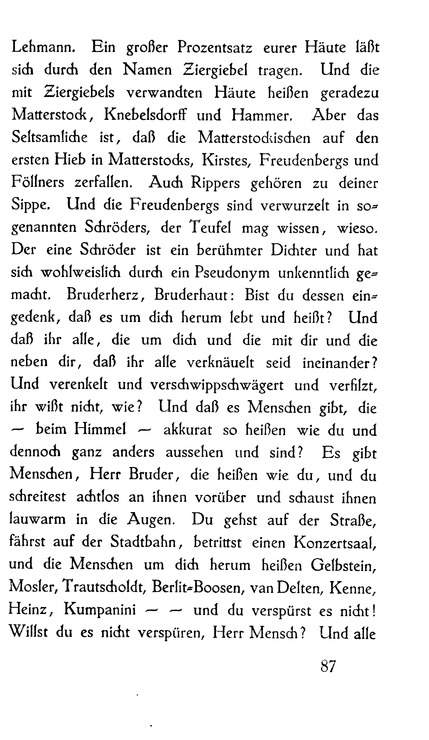 Lehmann. Ein großer Prozentsatz eurer Häute läßt
sich durch den Namen Ziergiebel tragen. Und die
mit Ziergiebels verwandten Häute heißen geradezu
Matterstock, Knebelsdorff und Hammer. Aber das
Seltsamliche ist, daß die Matterstockischen auf den
ersten Hieb in Matterstocks, Kirstes, Freudenbergs und
Föllners zerfallen. Auch Rippers gehören zu deiner
Sippe. Und die Freudenbergs sind verwurzelt in so-
genannten Schröders, der Teufel mag wissen, wieso.
Der eine Schröder ist ein berühmter Dichter und hat
sich wohlweislich durch ein Pseudonym unkenntlich ge-
macht. Bruderherz, Bruderhaut: Bist du dessen ein-
gedenk, daß es um dich herum lebt und heißt? Und
daß ihr alle, die um dich und die mit dir und die
neben dir, daß ihr alle verknäuelt seid ineinander?
Und verenkelt und verschwippschwägert und verfilzt,
ihr wißt nicht, wie? Und daß es Menschen gibt, die
— beim Himmel — akkurat so heißen wie du und
dennoch ganz anders aussehen und sind? Es gibt
Menschen, Herr Bruder, die heißen wie du, und du
schreitest achtlos an ihnen vorüber und schaust ihnen
lauwarm in die Augen. Du gehst auf der Straße,
fährst auf der Stadtbahn, betrittst einen Konzertsaal,
und die Menschen um dich herum heißen Gelbstein,
Mosler, Trautscholdt, Berlit-Boosen, van Delten, Kenne,
Heinz, Kumpanini — — und du verspürst es nicht!
Willst du es nicht verspüren, Herr Mensch? Und alle
87